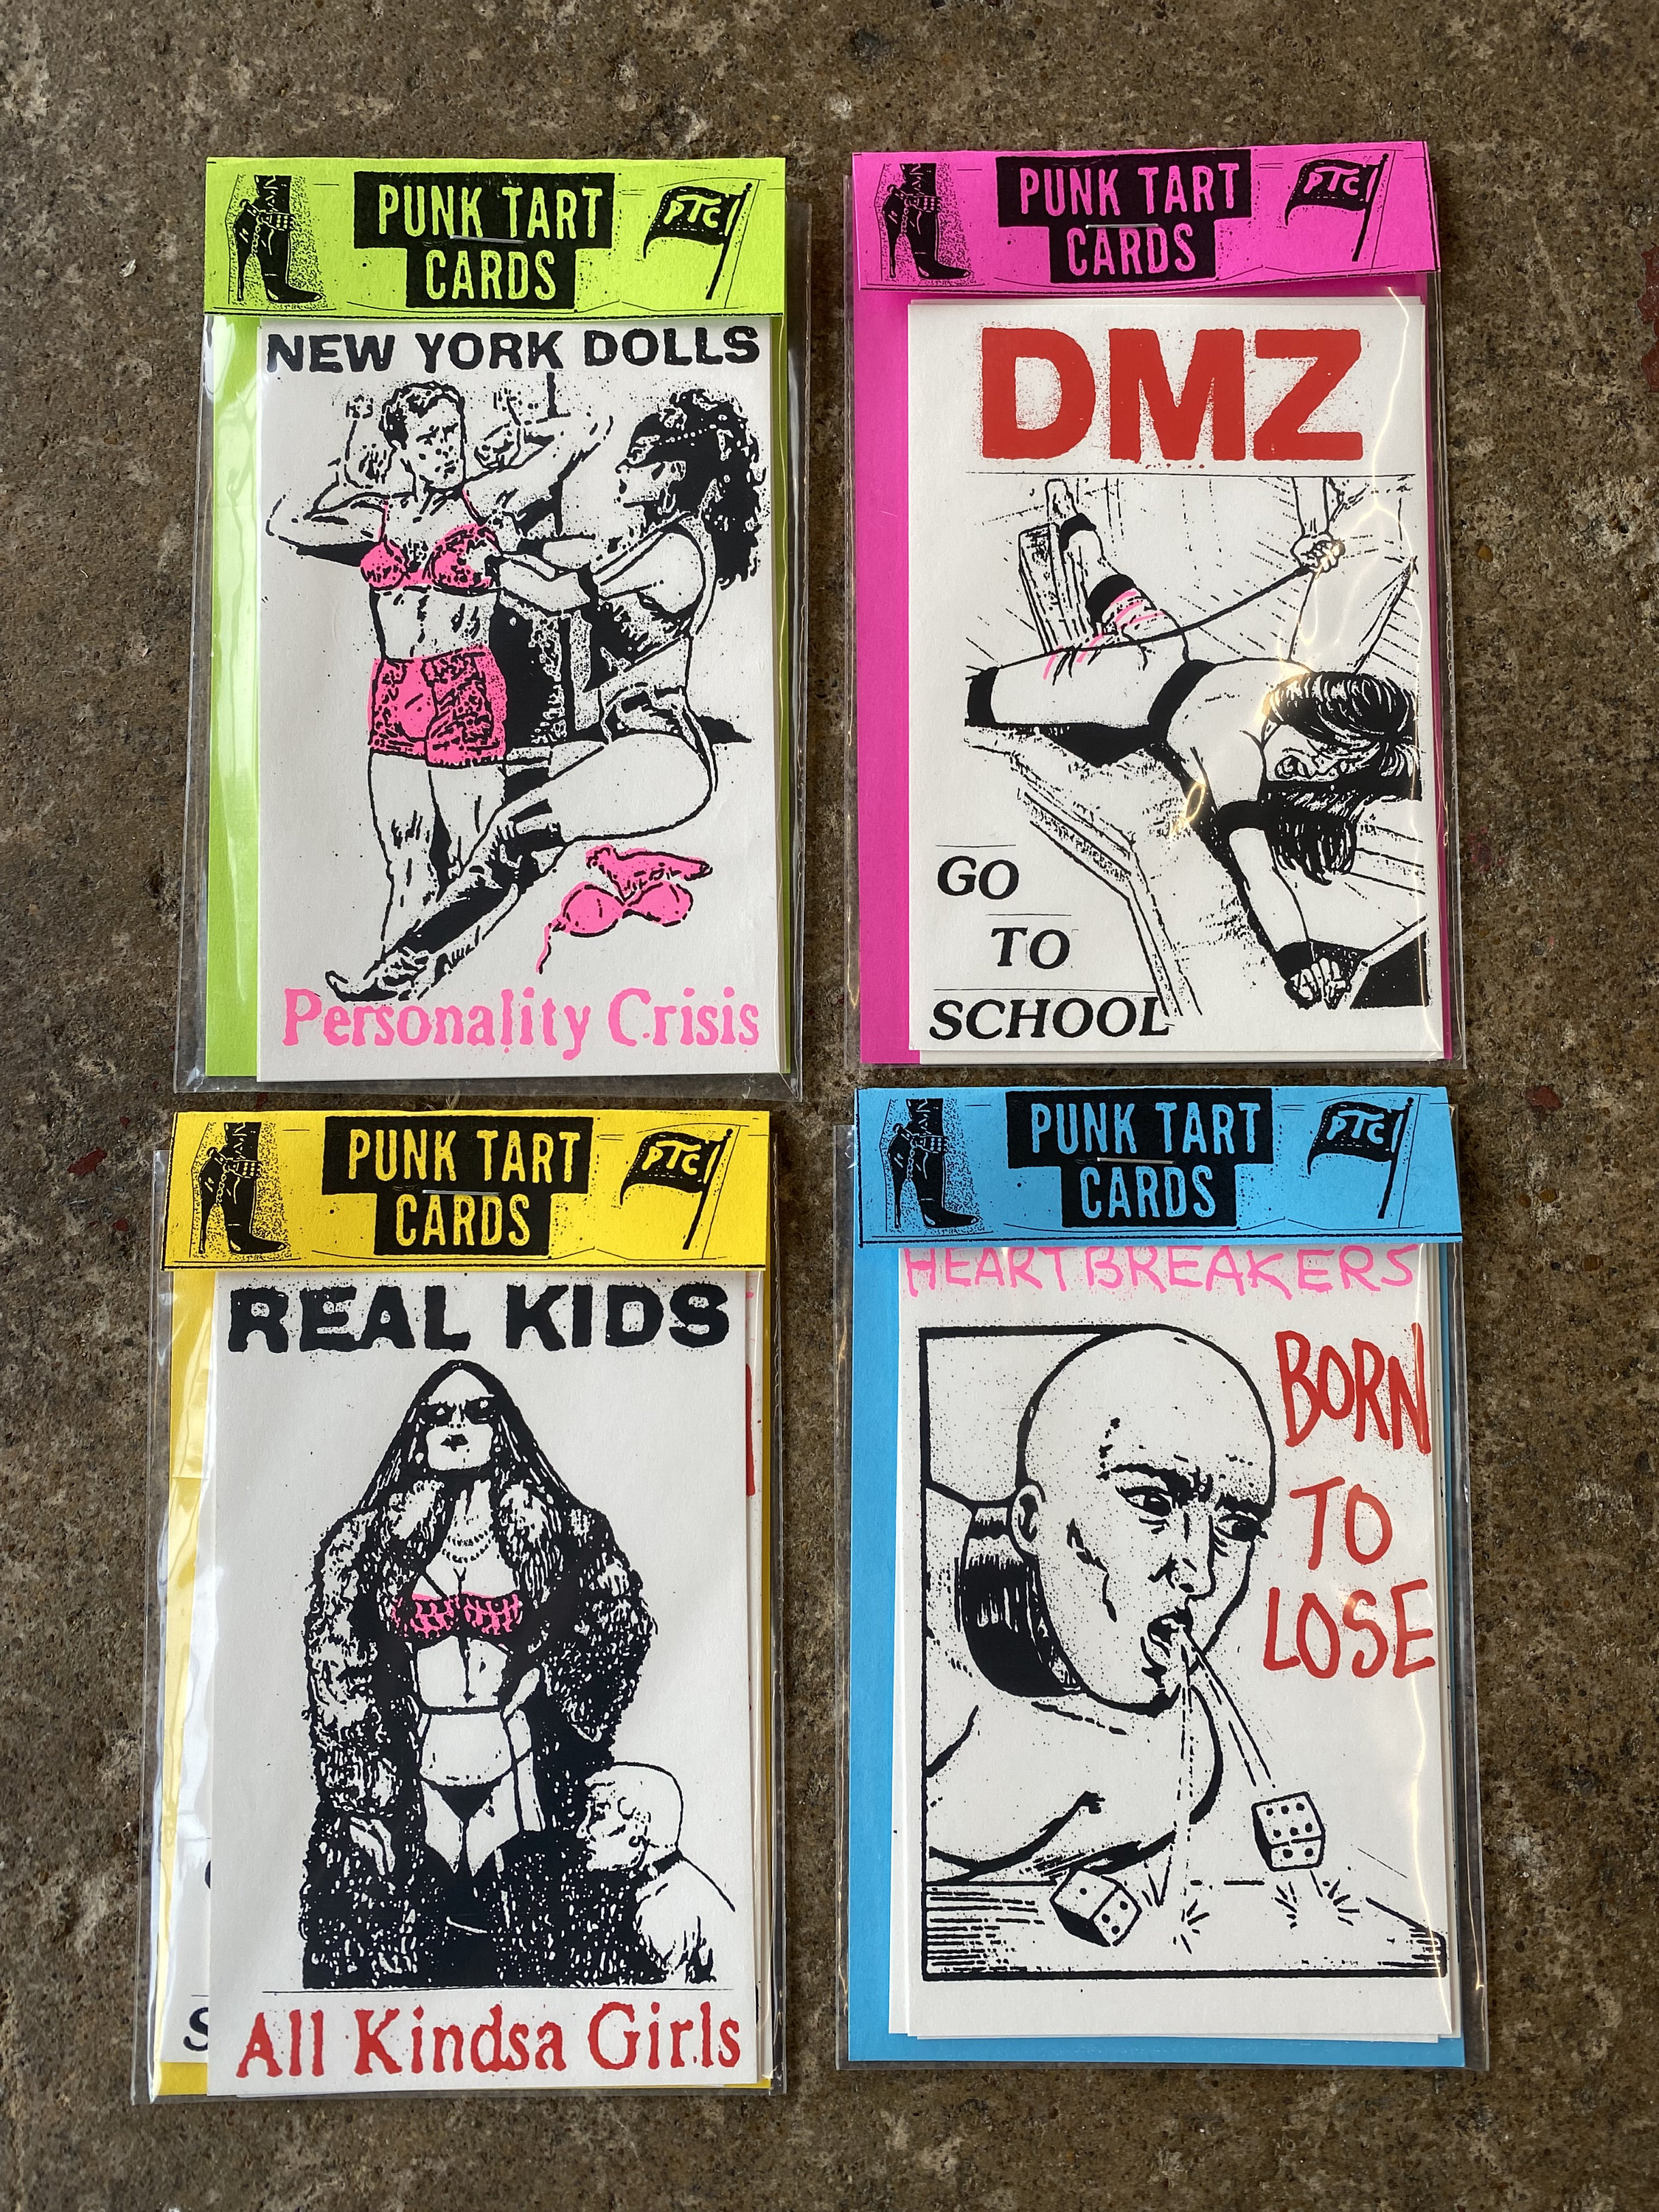 PUNK TART
CARDS
PTC
NEW YORK DOLLS
Personality Crisis
PUNK TART
CARDS
PTC
DMZ
GO
TO
SCHOOL
PUNK TART
CARDS
PTC
REAL KIDS
All Kindsa Girls
S
PUNK TART
CARDS
PTC
HEARTBREAKERS
BORN
TO
LOSE